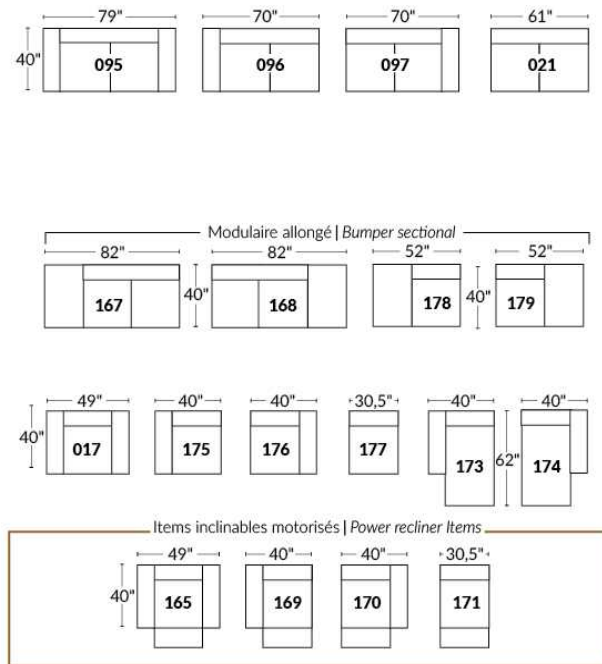 79" 70" 70" 61"
40" 095 096 097 021
Modulaire allongé | Bumper sectional
82" 82" 52" 52"
167 40" 168 178 40" 179
49" 40" 40" 30,5" 40" 40"
40" 017 175 176 177 173 62" 174
Items inclinables motorisés | Power recliner Items
49" 40" 40" 30,5"
40" 165 169 170 171